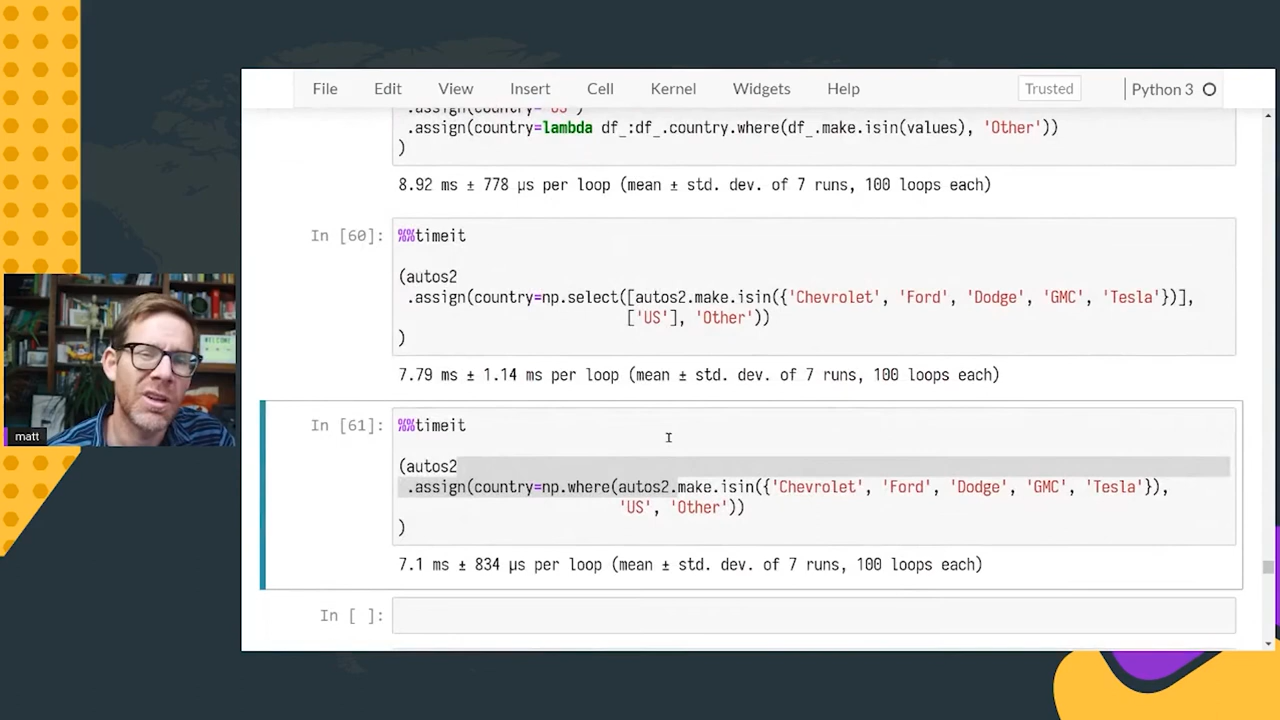 File Edit View Insert Cell Kernel Widgets Help Trusted Python 3
.assign(country='US')
.assign(country=lambda df_:df_.country.where(df_.make.isin(values), 'Other'))
)
8.92 ms ± 778 µs per loop (mean ± std. dev. of 7 runs, 100 loops each)
In [60]: %%timeit
(autos2
.assign(country=np.select([autos2.make.isin({'Chevrolet', 'Ford', 'Dodge', 'GMC', 'Tesla'})],
['US'], 'Other'))
)
7.79 ms ± 1.14 ms per loop (mean ± std. dev. of 7 runs, 100 loops each)
In [61]: %%timeit
(autos2
.assign(country=np.where(autos2.make.isin({'Chevrolet', 'Ford', 'Dodge', 'GMC', 'Tesla'}),
'US', 'Other'))
)
7.1 ms ± 834 µs per loop (mean ± std. dev. of 7 runs, 100 loops each)
In [ ]:
WELCOME
matt